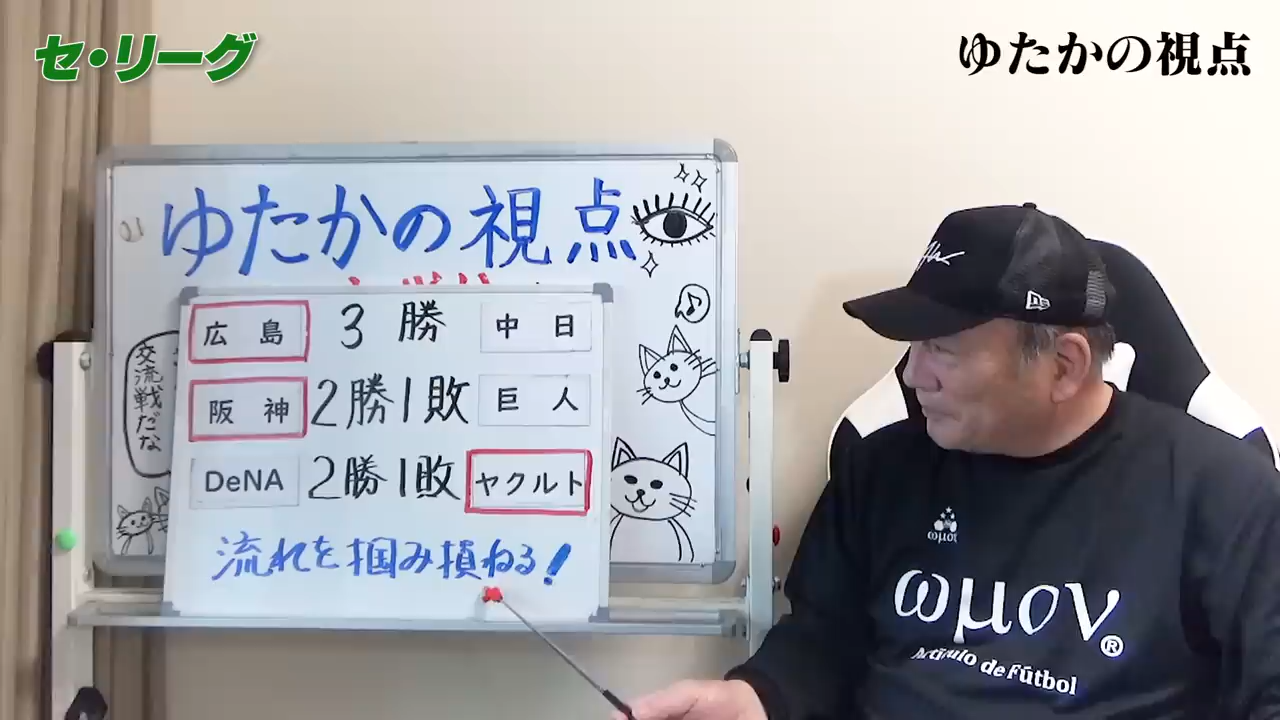 セ・リーグ
ゆたかの視点
ゆたかの視点
交流戦だな
広島 3勝 中日
阪神 2勝1敗 巨人
DeNA 2勝1敗 ヤクルト
流れを掴み損ねる!
ωμον
ωμον®
Artículo de Fútbol